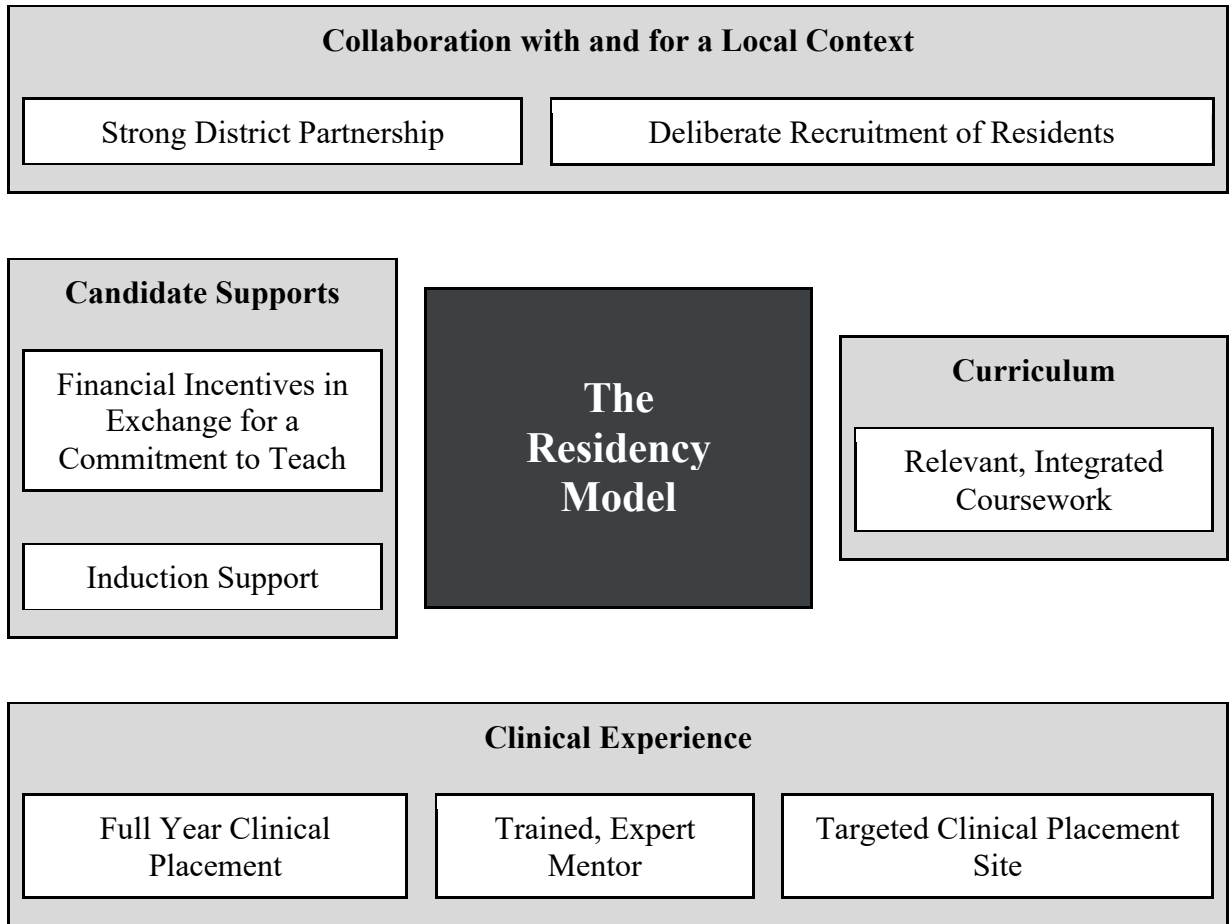 Collaboration with and for a Local Context
Strong District Partnership
Deliberate Recruitment of Residents
Candidate Supports
Financial Incentives in
Exchange for a
Commitment to Teach
Induction Support
The
Residency
Model
Curriculum
Relevant, Integrated
Coursework
Clinical Experience
Full Year Clinical
Placement
Trained, Expert
Mentor
Targeted Clinical Placement
Site